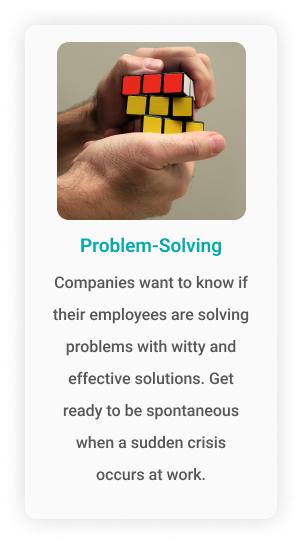 Problem-Solving
Companies want to know if
their employees are solving
problems with witty and
effective solutions. Get
ready to be spontaneous
when a sudden crisis
occurs at work.